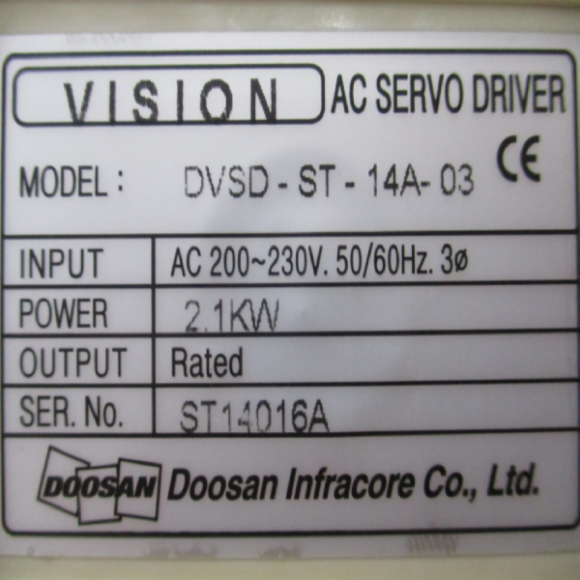 VISION AC SERVO DRIVER
MODEL : DVSD - ST - 14A- 03 CE
INPUT AC 200~230V. 50/60Hz. 3ø
POWER 2.1KW
OUTPUT Rated
SER. No. ST14016A
DOOSAN Doosan Infracore Co., Ltd.